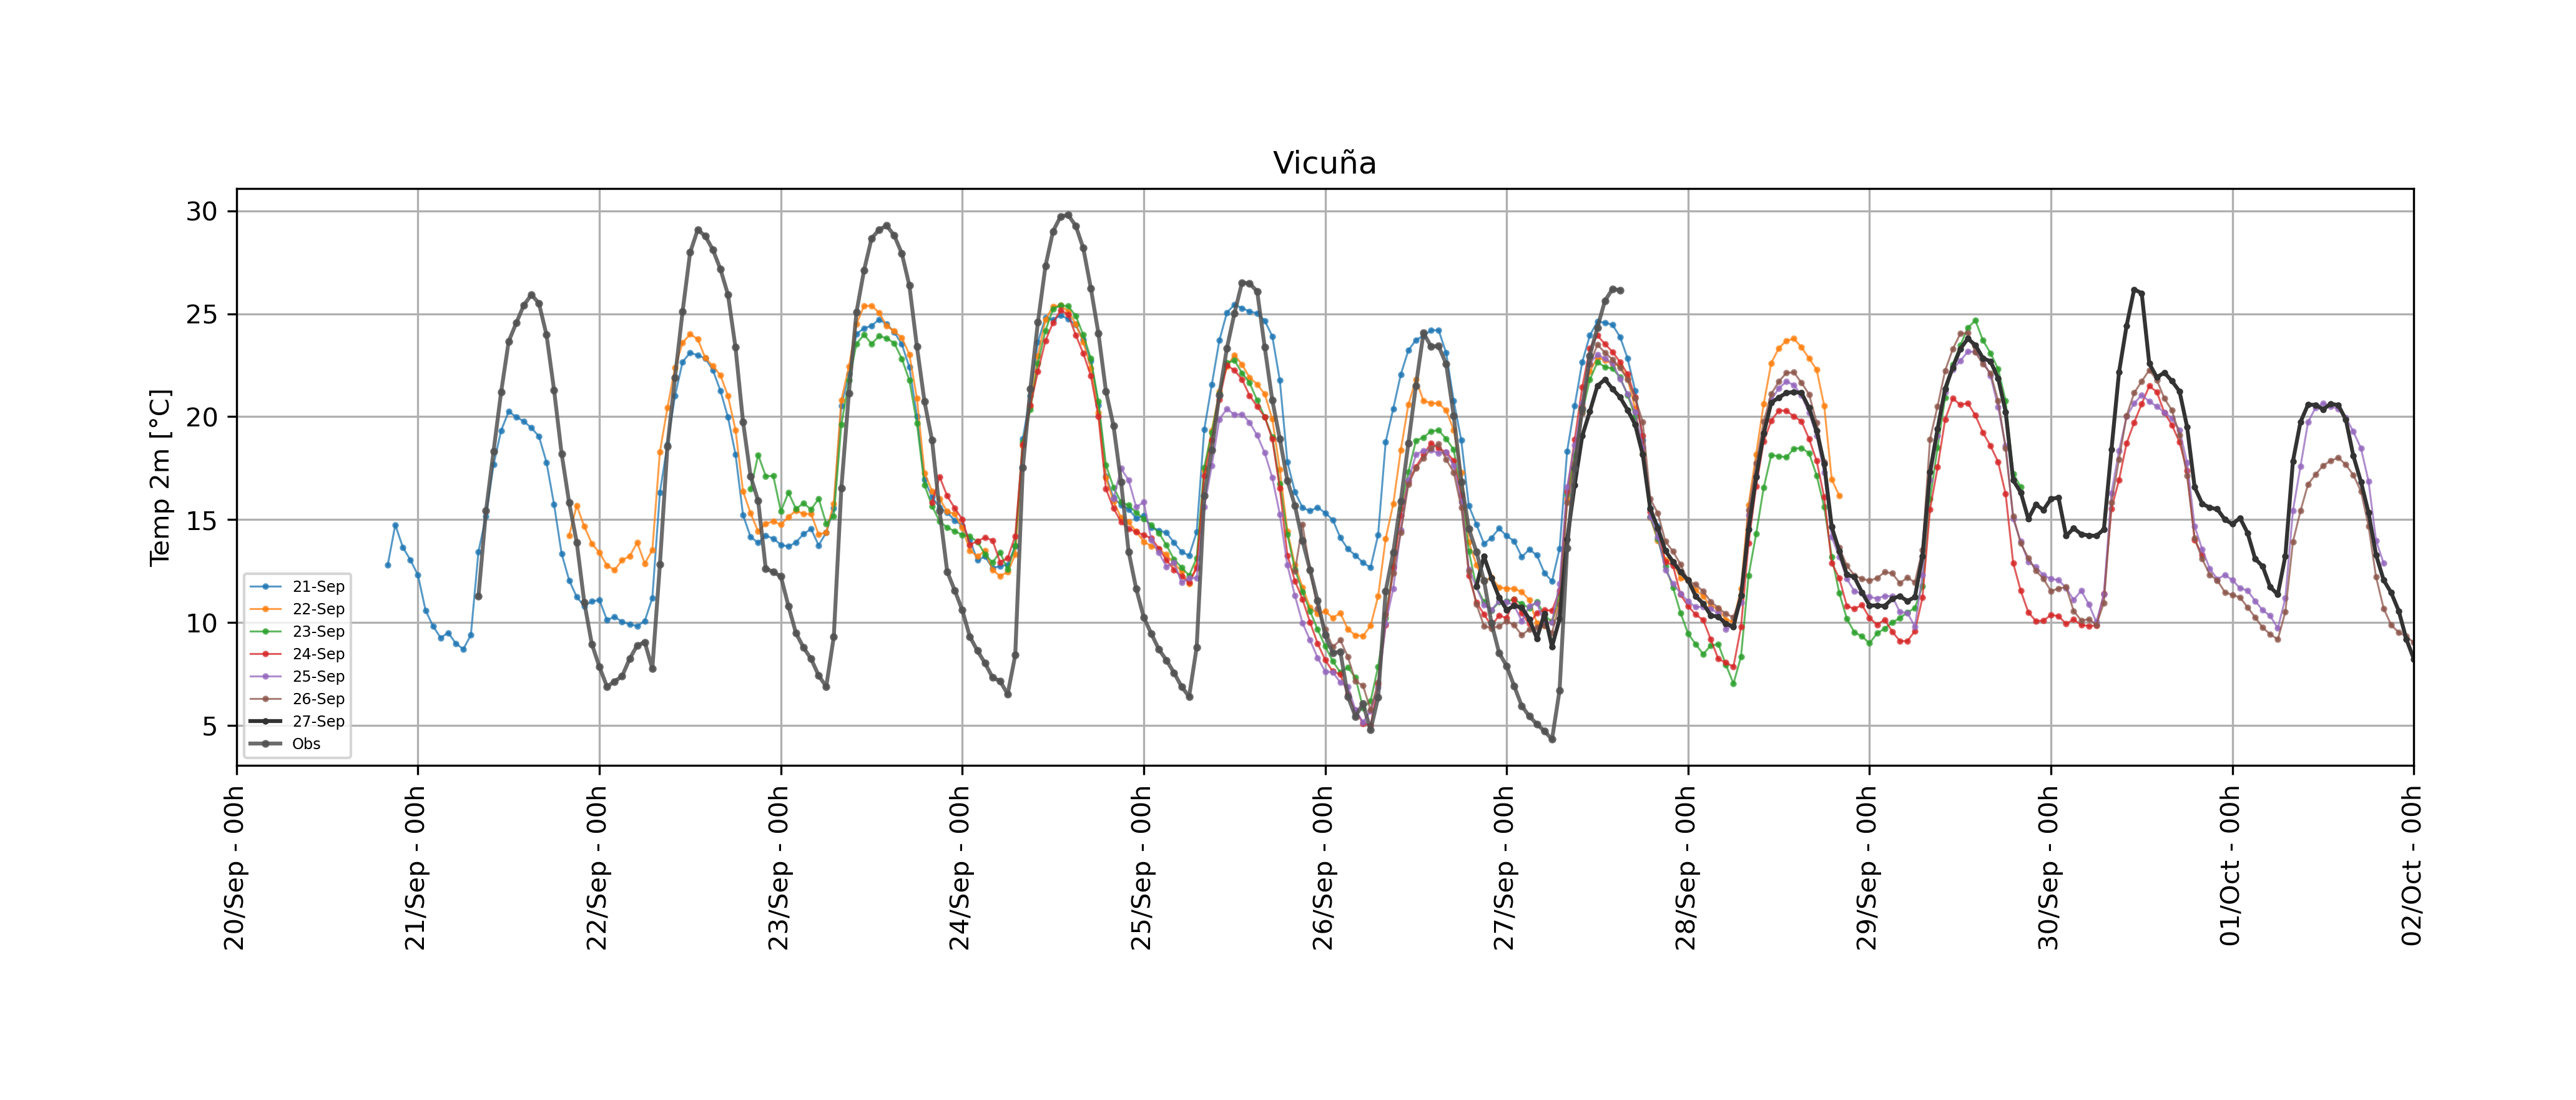 Vicuña
Temp 2m [°C]
30
25
20
15
10
5
21-Sep
22-Sep
23-Sep
24-Sep
25-Sep
26-Sep
27-Sep
Obs
20/Sep - 00h
21/Sep - 00h
22/Sep - 00h
23/Sep - 00h
24/Sep - 00h
25/Sep - 00h
26/Sep - 00h
27/Sep - 00h
28/Sep - 00h
29/Sep - 00h
30/Sep - 00h
01/Oct - 00h
02/Oct - 00h